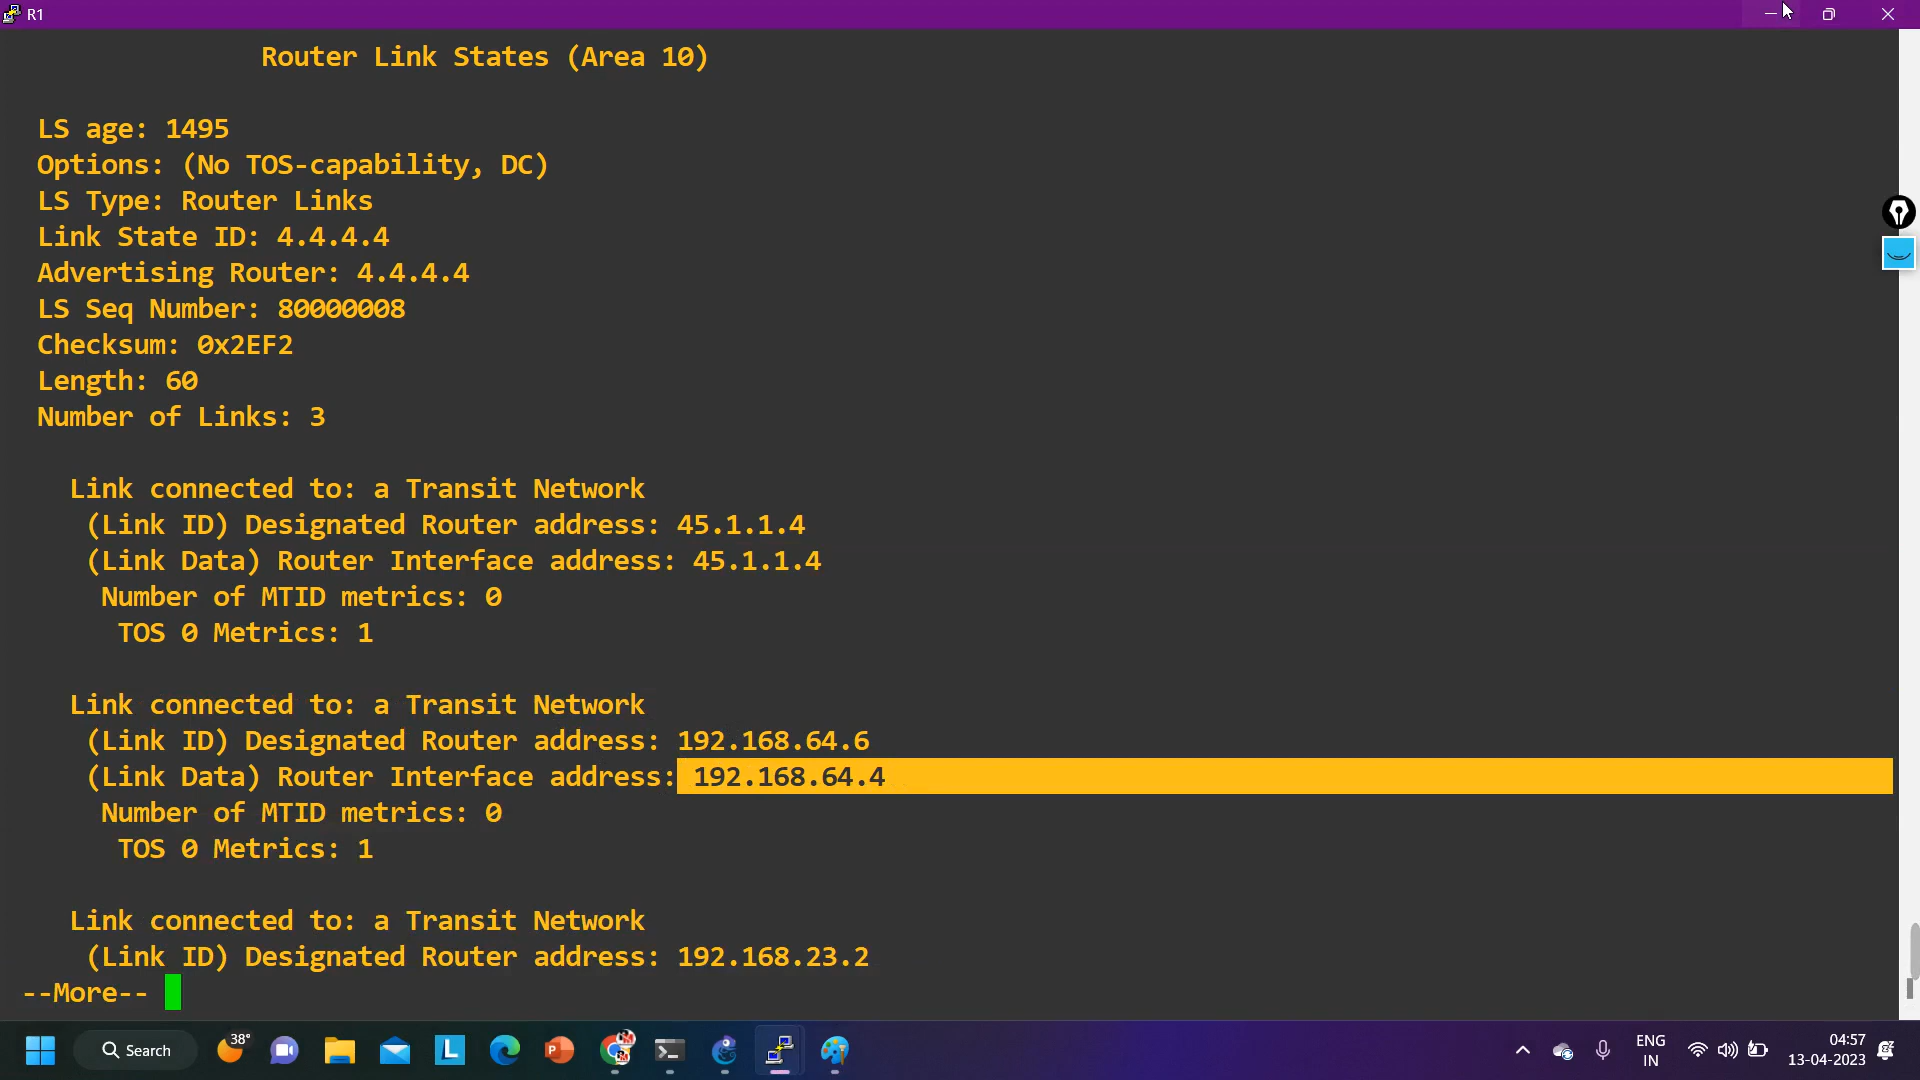 R1
Router Link States (Area 10)
LS age: 1495
Options: (No TOS-capability, DC)
LS Type: Router Links
Link State ID: 4.4.4.4
Advertising Router: 4.4.4.4
LS Seq Number: 80000008
Checksum: 0x2EF2
Length: 60
Number of Links: 3
Link connected to: a Transit Network
(Link ID) Designated Router address: 45.1.1.4
(Link Data) Router Interface address: 45.1.1.4
Number of MTID metrics: 0
TOS 0 Metrics: 1
Link connected to: a Transit Network
(Link ID) Designated Router address: 192.168.64.6
(Link Data) Router Interface address: 192.168.64.4
Number of MTID metrics: 0
TOS 0 Metrics: 1
Link connected to: a Transit Network
(Link ID) Designated Router address: 192.168.23.2
--More--
Search
38°
L
P
ENG
IN
04:57
13-04-2023